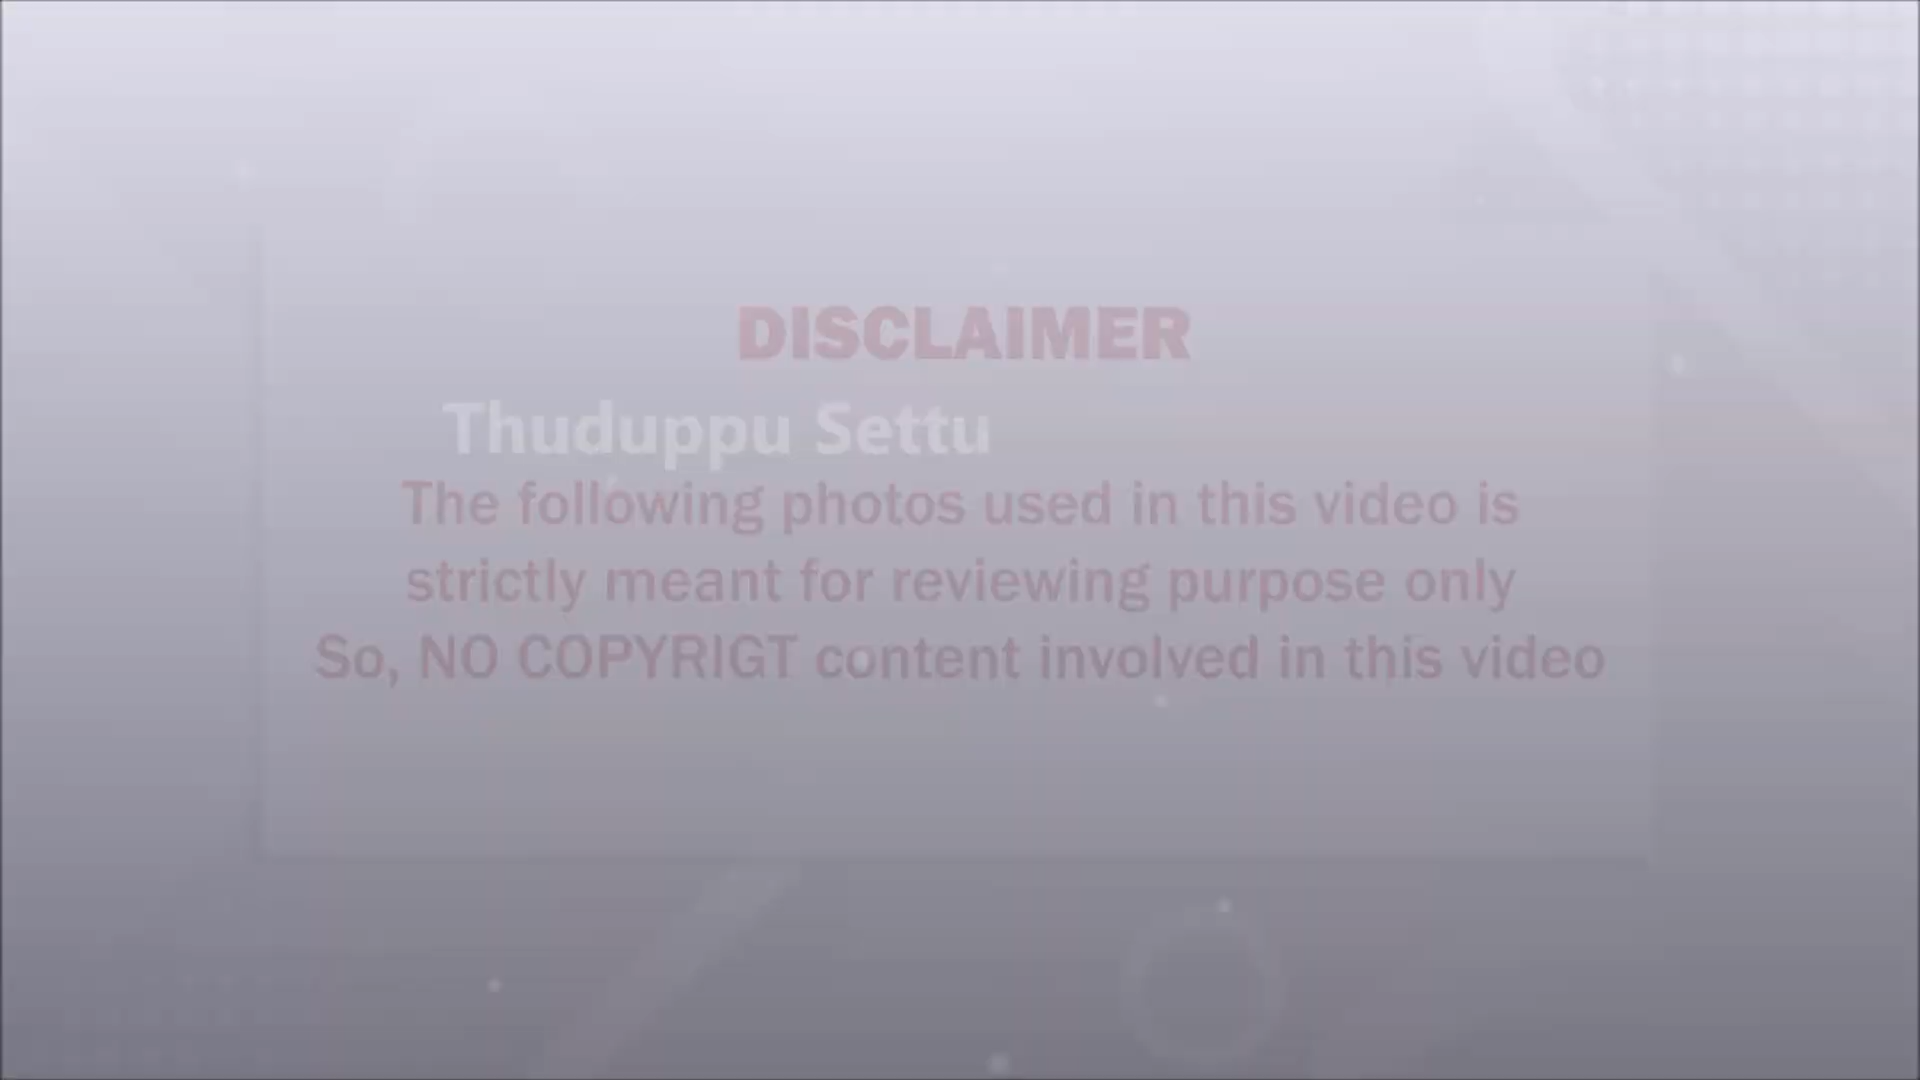 DISCLAIMER
Thuduppu Settu
The following photos used in this video is
strictly meant for reviewing purpose only
So, NO COPYRIGT content involved in this video